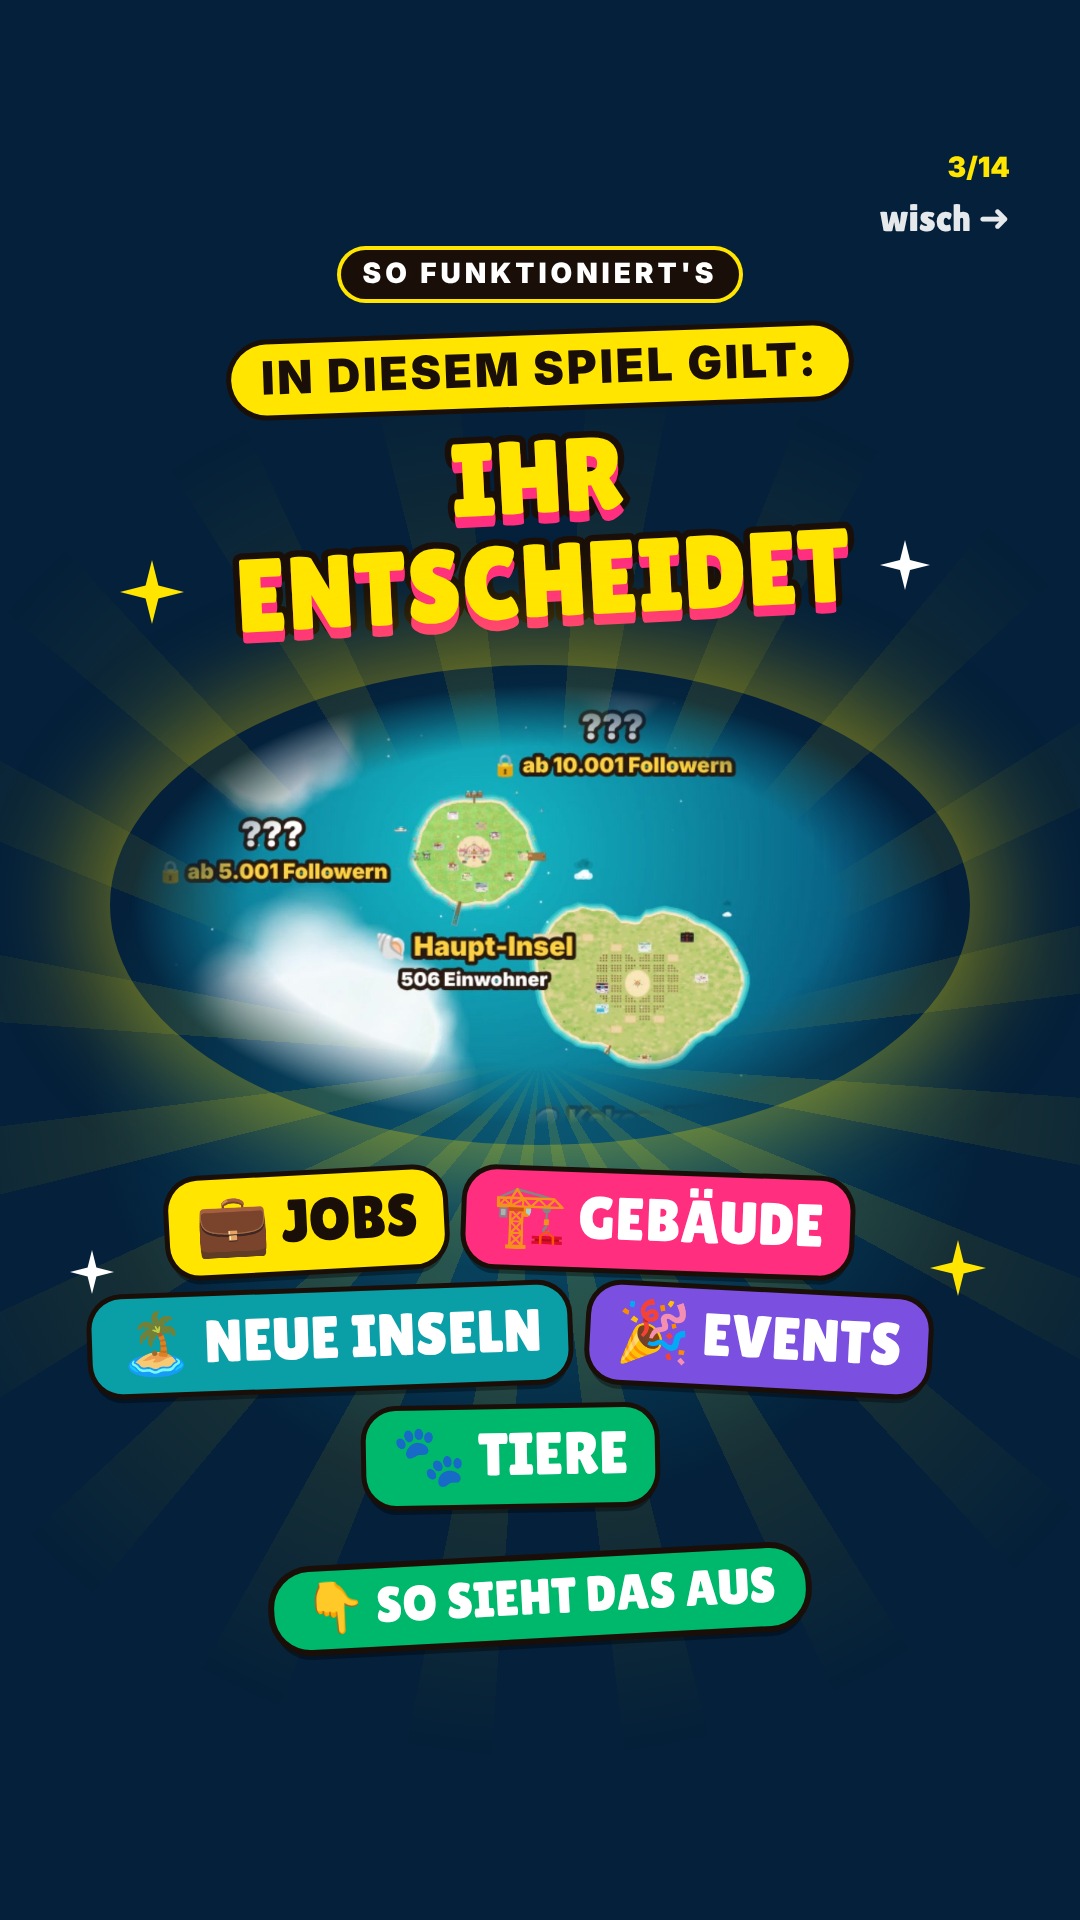 3/14
wisch →
SO FUNKTIONIERT'S
IN DIESEM SPIEL GILT:
IHR
ENTSCHEIDET
???
🔒 ab 10.001 Followern
???
🔒 ab 5.001 Followern
🐚 Haupt-Insel
506 Einwohner
💼 JOBS
🏗️ GEBÄUDE
🏝️ NEUE INSELN
🎉 EVENTS
🐾 TIERE
👇 SO SIEHT DAS AUS